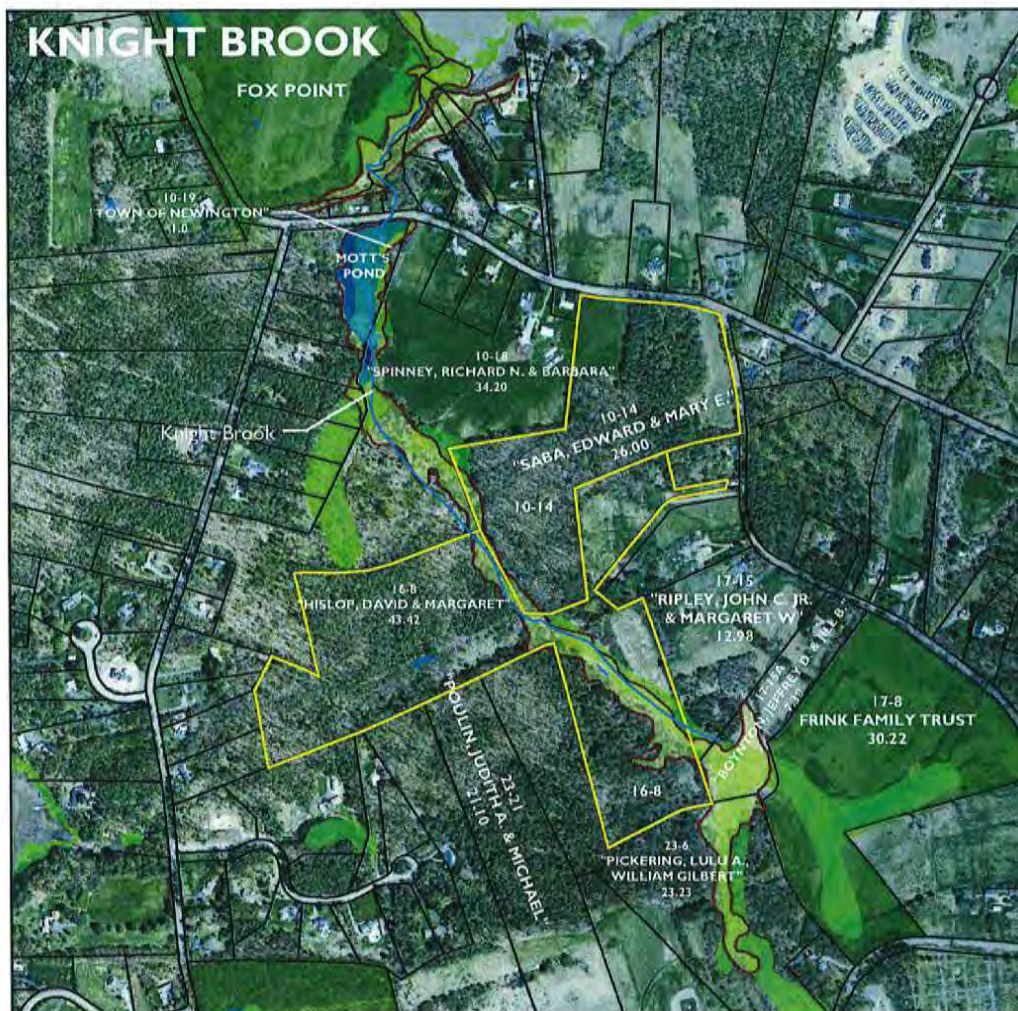 KNIGHT BROOK
FOX POINT
10-19
"TOWN OF NEWINGTON"
1.0
MOTT'S
POND
10-18
"SPINNEY, RICHARD N. & BARBARA"
34.20
Knight Brook
10-14
"SABA, EDWARD & MARY E."
26.00
10-14
16-8
"HISLOP, DAVID & MARGARET"
43.42
17-15
"RIPLEY, JOHN C. JR.
& MARGARET W"
12.98
17-15A
"BOYNTON, JEFFREY D. & JILL B.
17-8
FRINK FAMILY TRUST
30.22
"POULIN, JUDITH A. & MICHAEL"
23-21
21.10
16-8
23-6
"PICKERING, LULU A.,
WILLIAM GILBERT"
23.23